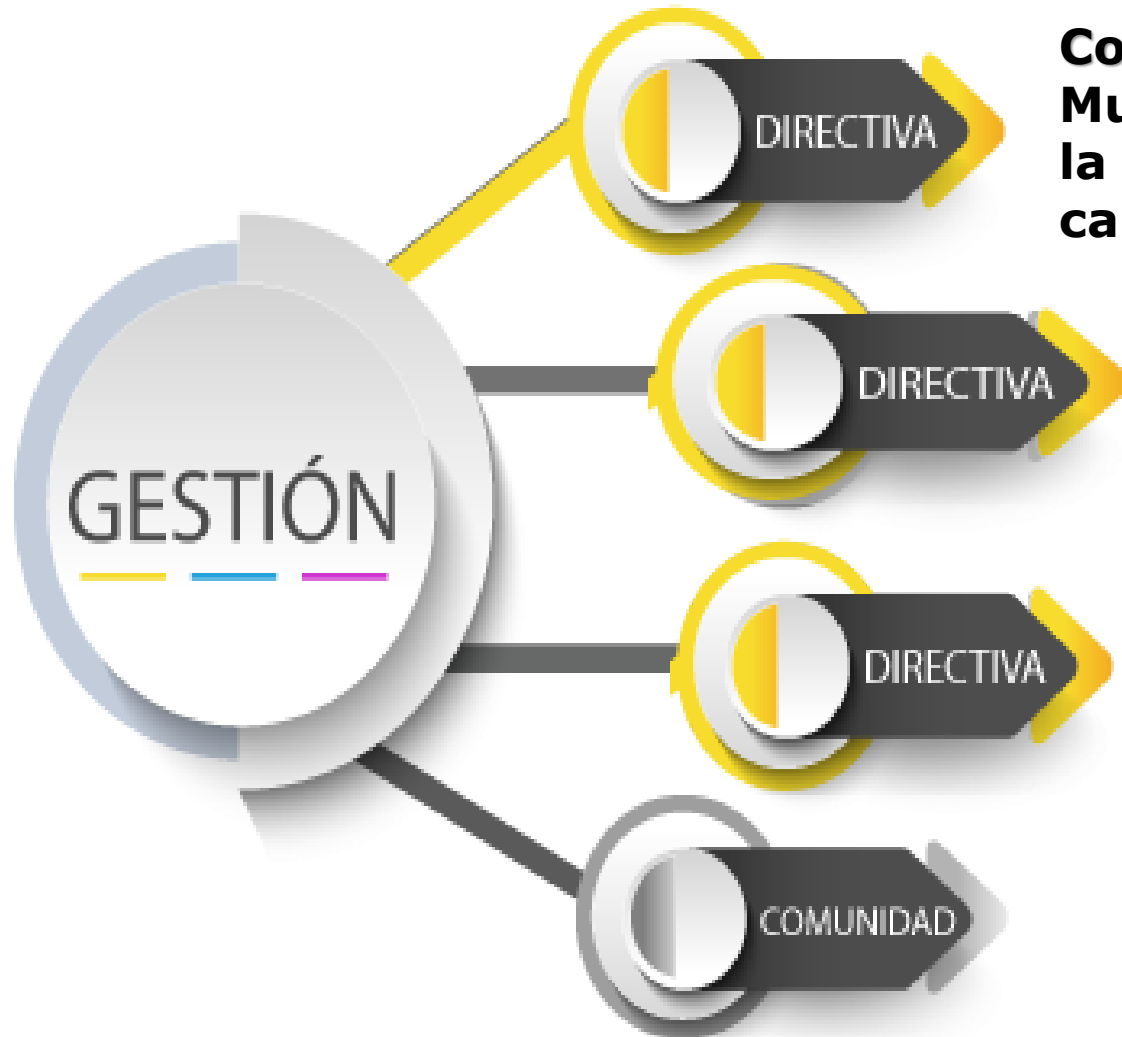 Co
Mu
la
ca
DIRECTIVA
DIRECTIVA
GESTIÓN
DIRECTIVA
COMUNIDAD